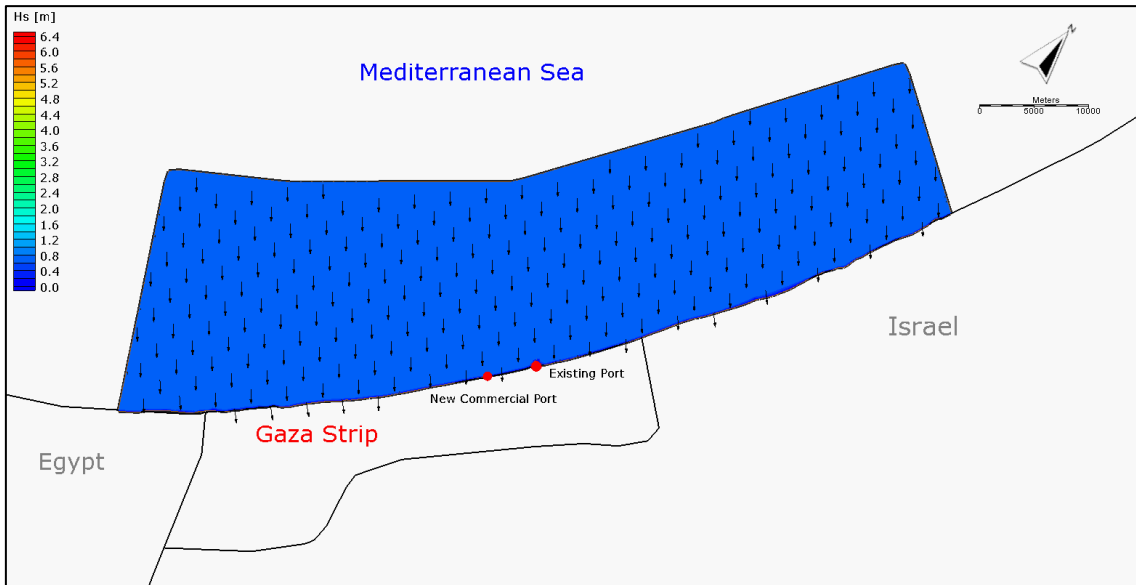 Hs [m]
6.4
6.0
5.6
5.2
4.8
4.4
4.0
3.6
3.2
2.8
2.4
2.0
1.6
1.2
0.8
0.4
0.0
Mediterranean Sea
N
Meters
0 5000 10000
Israel
Existing Port
New Commercial Port
Gaza Strip
Egypt